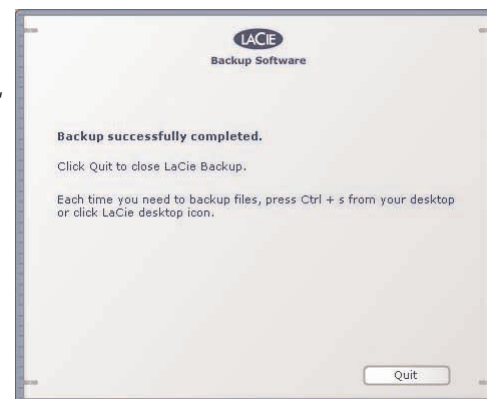 LACIE
Backup Software
Backup successfully completed.
Click Quit to close LaCie Backup.
Each time you need to backup files, press Ctrl + s from your desktop
or click LaCie desktop icon.
Quit